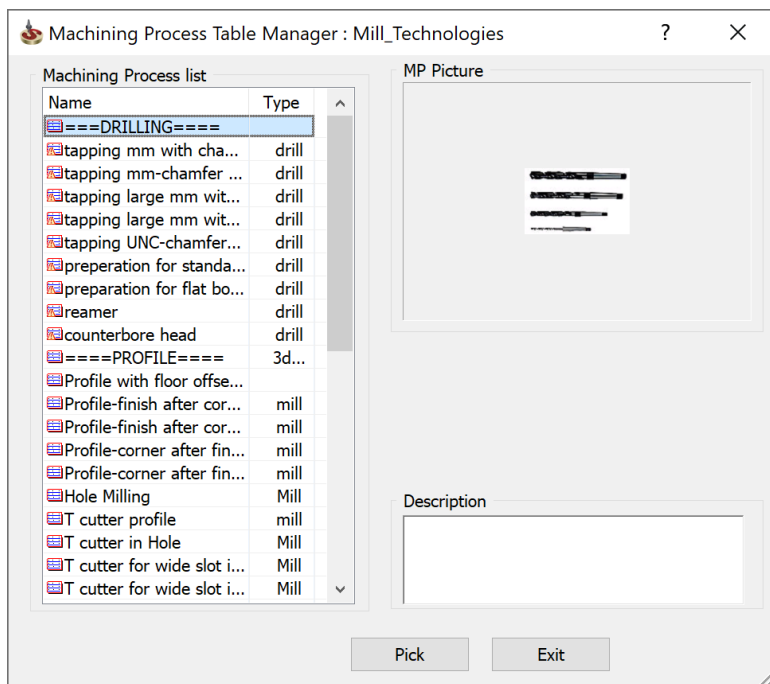 Machining Process Table Manager : Mill_Technologies ? ×
Machining Process list
Name Type
===DRILLING====
tapping mm with cha... drill
tapping mm-chamfer ... drill
tapping large mm wit... drill
tapping large mm wit... drill
tapping UNC-chamfer... drill
preperation for standa... drill
preparation for flat bo... drill
reamer drill
counterbore head drill
====PROFILE==== 3d...
Profile with floor offse...
Profile-finish after cor... mill
Profile-finish after cor... mill
Profile-corner after fin... mill
Profile-corner after fin... mill
Hole Milling Mill
T cutter profile mill
T cutter in Hole Mill
T cutter for wide slot i... Mill
T cutter for wide slot i... Mill
MP Picture
Description
Pick Exit